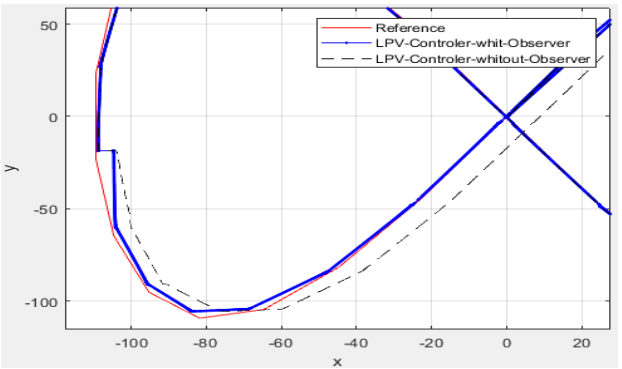 Reference
LPV-Controler-whit-Observer
LPV-Controler-whitout-Observer
50
0
-50
-100
y
-100
-80
-60
-40
-20
0
20
x